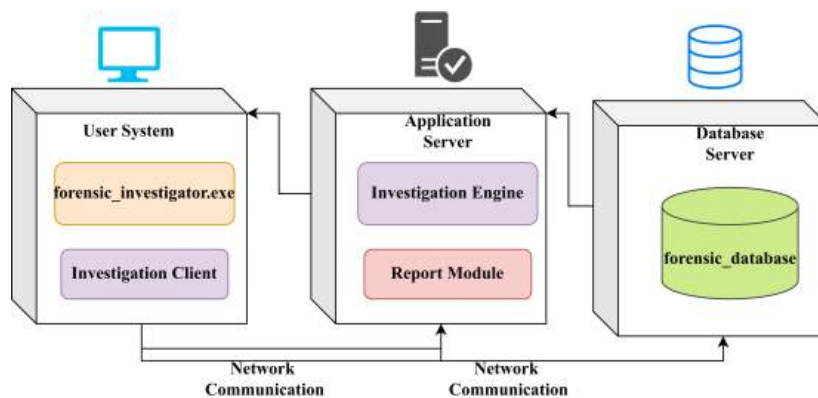 User System
forensic_investigator.exe
Investigation Client
Application
Server
Investigation Engine
Report Module
Database
Server
forensic_database
Network
Communication
Network
Communication